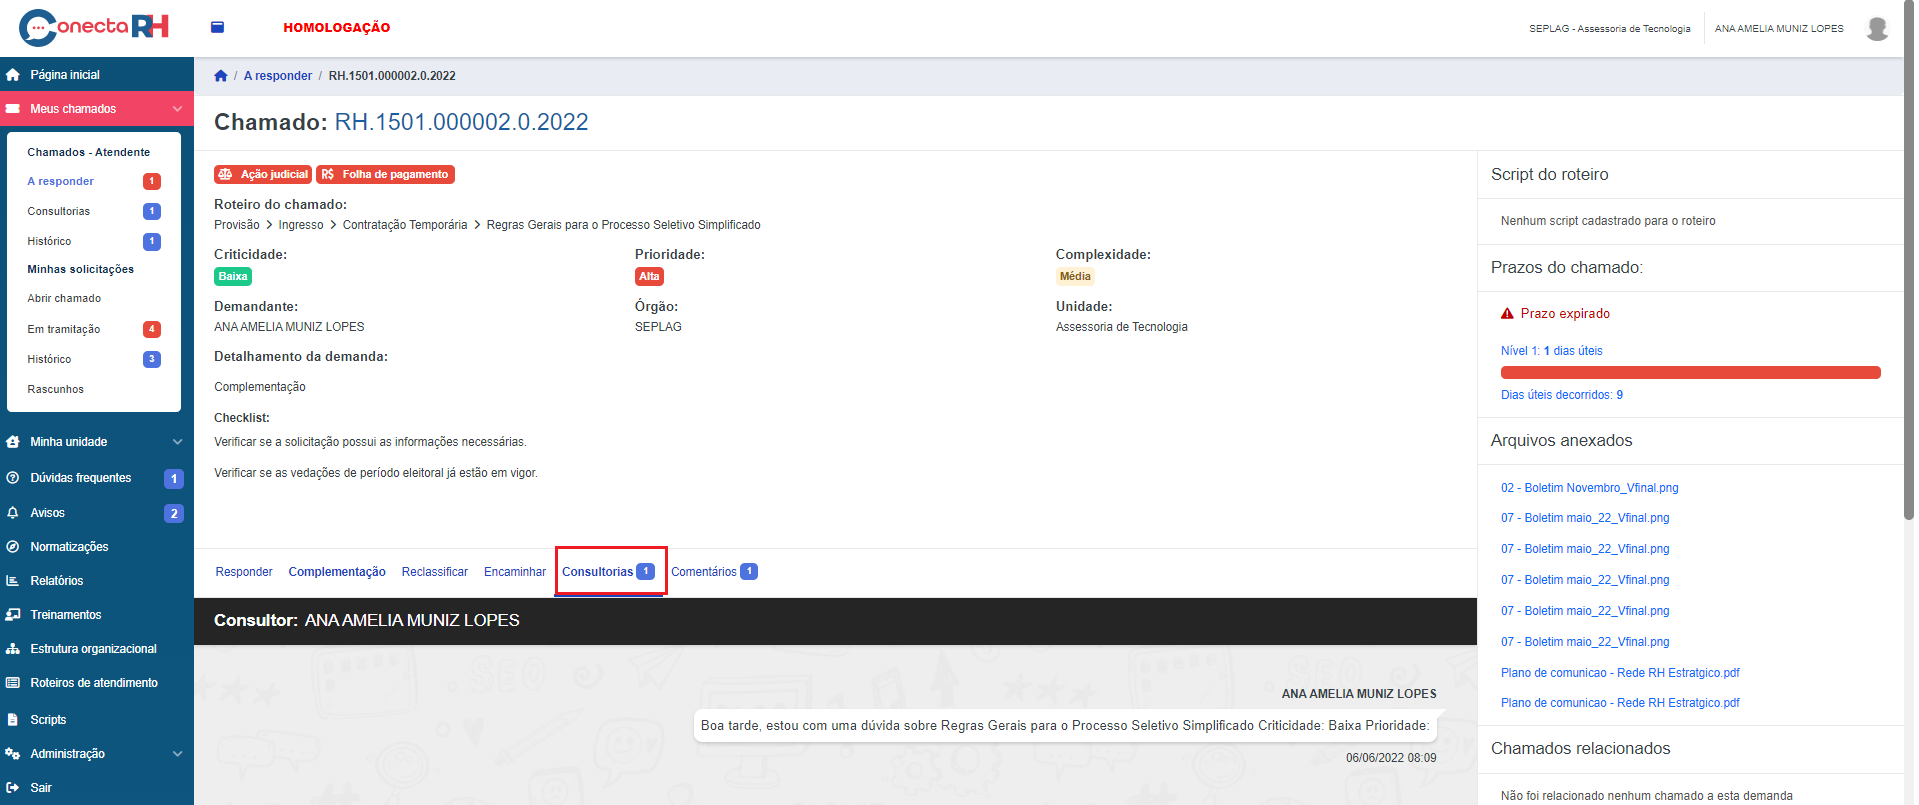 Conecta RH
HOMOLOGAÇÃO
SEPLAG - Assessoria de Tecnologia
ANA AMELIA MUNIZ LOPES
Página inicial
Meus chamados
Chamados - Atendente
A responder 1
Consultorias 1
Histórico 1
Minhas solicitações
Abrir chamado
Em tramitação 4
Histórico 3
Rascunhos
Minha unidade
Dúvidas frequentes 1
Avisos 2
Normatizações
Relatórios
Treinamentos
Estrutura organizacional
Roteiros de atendimento
Scripts
Administração
Sair
/ A responder / RH.1501.000002.0.2022
Chamado: RH.1501.000002.0.2022
Ação judicial R$ Folha de pagamento
Roteiro do chamado:
Provisão > Ingresso > Contratação Temporária > Regras Gerais para o Processo Seletivo Simplificado
Criticidade: Prioridade: Complexidade:
Baixa Alta Média
Demandante: Órgão: Unidade:
ANA AMELIA MUNIZ LOPES SEPLAG Assessoria de Tecnologia
Detalhamento da demanda:
Complementação
Checklist:
Verificar se a solicitação possui as informações necessárias.
Verificar se as vedações de período eleitoral já estão em vigor.
Responder Complementação Reclassificar Encaminhar Consultorias 1 Comentários 1
Consultor: ANA AMELIA MUNIZ LOPES
SEO
ANA AMELIA MUNIZ LOPES
Boa tarde, estou com uma dúvida sobre Regras Gerais para o Processo Seletivo Simplificado Criticidade: Baixa Prioridade:
06/06/2022 08:09
Script do roteiro
Nenhum script cadastrado para o roteiro
Prazos do chamado:
Prazo expirado
Nível 1: 1 dias úteis
Dias úteis decorridos: 9
Arquivos anexados
02 - Boletim Novembro_Vfinal.png
07 - Boletim maio_22_Vfinal.png
07 - Boletim maio_22_Vfinal.png
07 - Boletim maio_22_Vfinal.png
07 - Boletim maio_22_Vfinal.png
07 - Boletim maio_22_Vfinal.png
Plano de comunicao - Rede RH Estratgico.pdf
Plano de comunicao - Rede RH Estratgico.pdf
Chamados relacionados
Não foi relacionado nenhum chamado a esta demanda